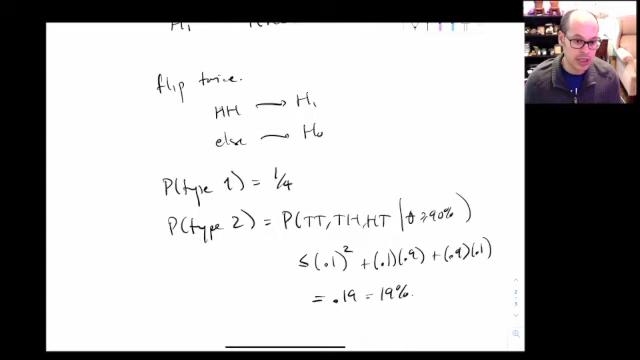 H₁
flip twice.
HH → H₁
else → H₀
P(type 1) = 1/4
P(type 2) = P(TT, TH, HT | θ ≥ 90%)
≤ (.1)² + (.1)(.9) + (.9)(.1)
= .19 = 19%.